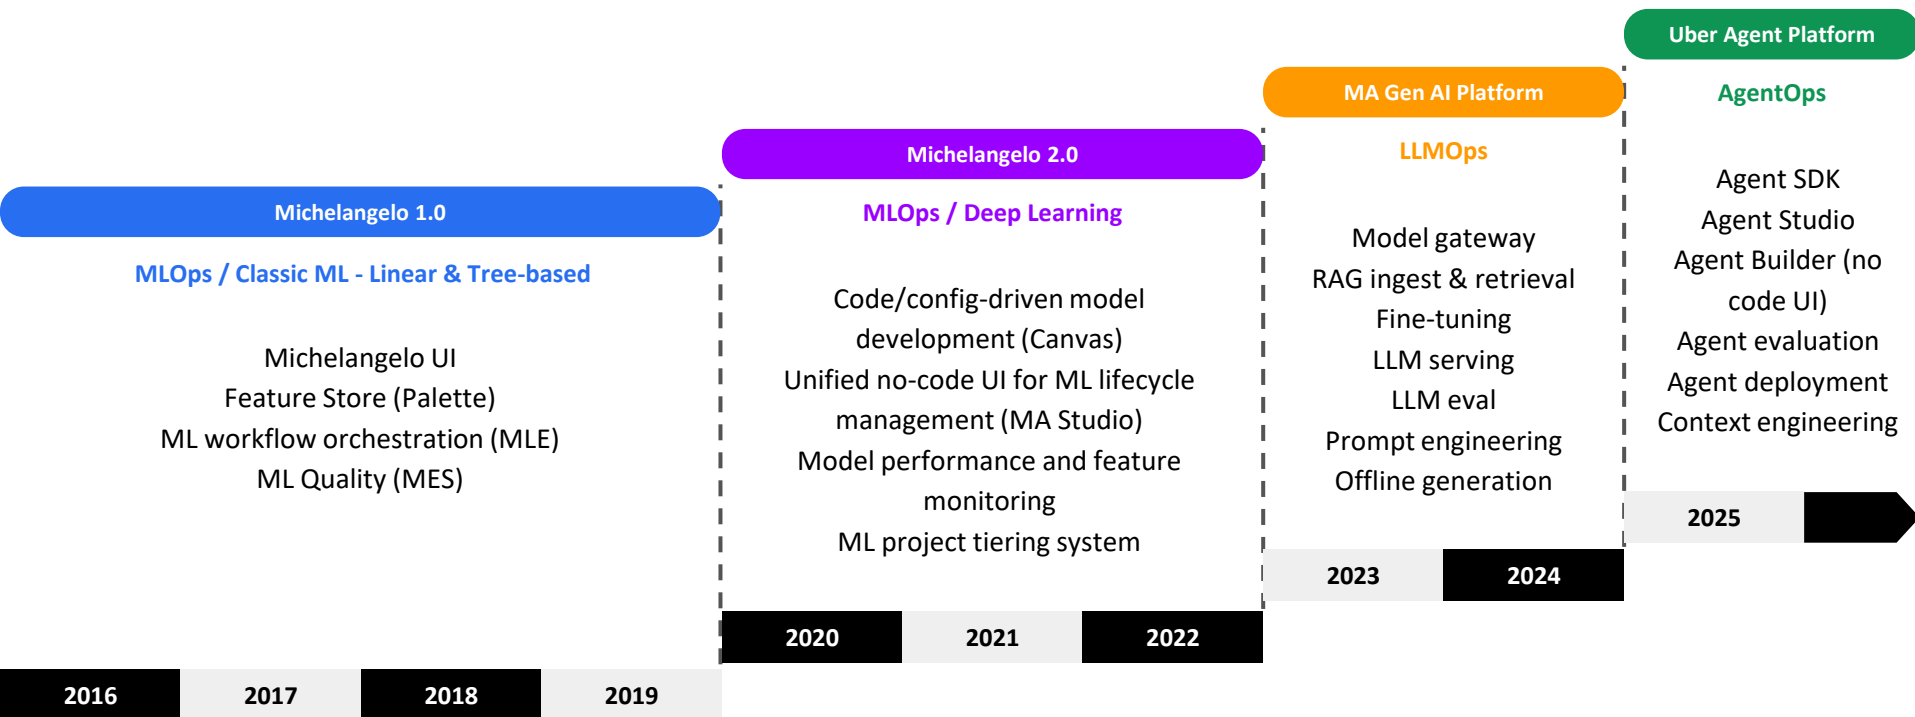 Michelangelo 1.0
MLOps / Classic ML - Linear & Tree-based
Michelangelo UI
Feature Store (Palette)
ML workflow orchestration (MLE)
ML Quality (MES)
2016
2017
2018
2019
Michelangelo 2.0
MLOps / Deep Learning
Code/config-driven model
development (Canvas)
Unified no-code UI for ML lifecycle
management (MA Studio)
Model performance and feature
monitoring
ML project tiering system
2020
2021
2022
MA Gen AI Platform
LLMOps
Model gateway
RAG ingest & retrieval
Fine-tuning
LLM serving
LLM eval
Prompt engineering
Offline generation
2023
2024
Uber Agent Platform
AgentOps
Agent SDK
Agent Studio
Agent Builder (no
code UI)
Agent evaluation
Agent deployment
Context engineering
2025